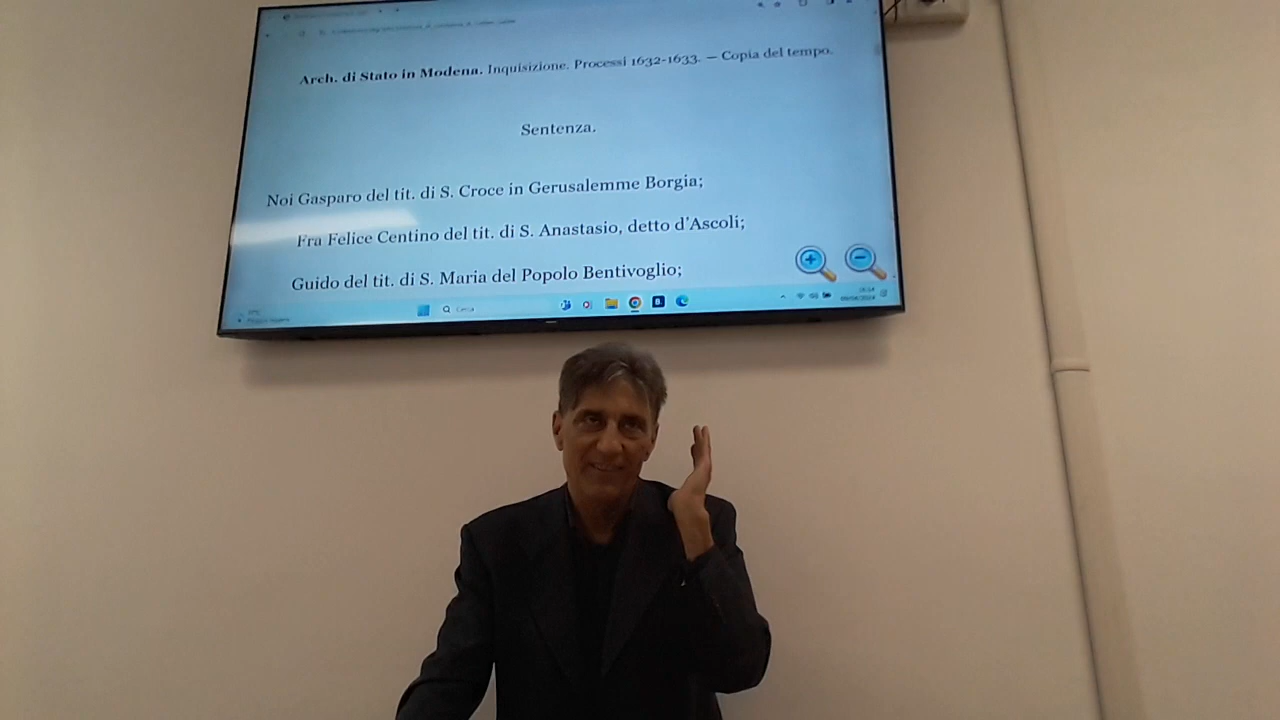 Arch. di Stato in Modena. Inquisizione. Processi 1632-1633. — Copia del tempo.
Sentenza.
Noi Gasparo del tit. di S. Croce in Gerusalemme Borgia;
Fra Felice Centino del tit. di S. Anastasio, detto d'Ascoli;
Guido del tit. di S. Maria del Popolo Bentivoglio;
Cerca